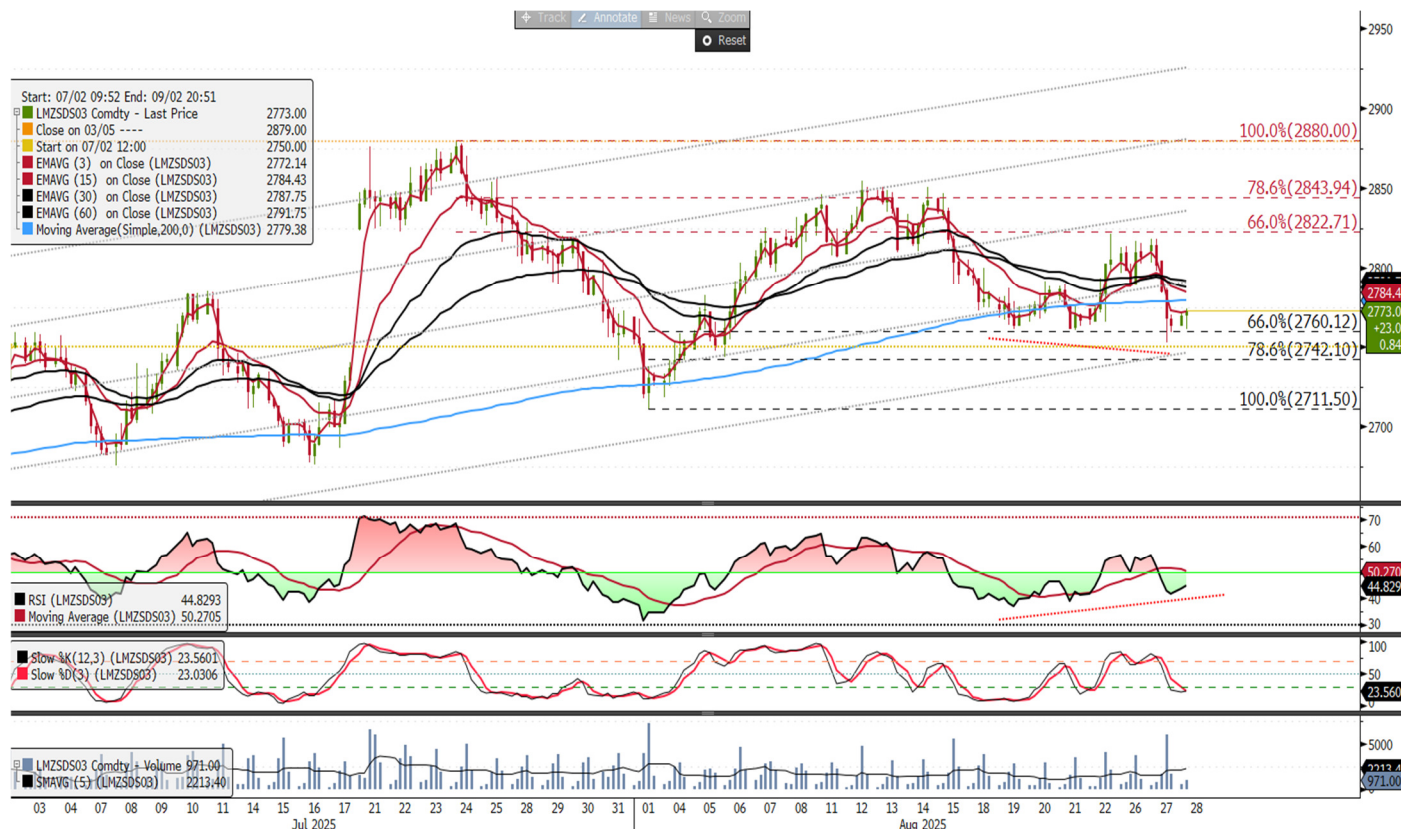 Track Annotate News Zoom
Reset
2950
Start: 07/02 09:52 End: 09/02 20:51
LMZSDS03 Comdty - Last Price 2773.00
Close on 03/05 ---- 2879.00
Start on 07/02 12:00 2750.00
EMAVG (3) on Close (LMZSDS03) 2772.14
EMAVG (15) on Close (LMZSDS03) 2784.43
EMAVG (30) on Close (LMZSDS03) 2787.75
EMAVG (60) on Close (LMZSDS03) 2791.75
Moving Average(Simple,200,0) (LMZSDS03) 2779.38
2900
100.0%(2880.00)
2850
78.6%(2843.94)
66.0%(2822.71)
2800
2784.4
2773.0
+23.0
0.84
66.0%(2760.12)
78.6%(2742.10)
100.0%(2711.50)
2700
70
60
50.270
44.829
40
30
RSI (LMZSDS03) 44.8293
Moving Average (LMZSDS03) 50.2705
100
50
23.560
0
Slow %K(12,3) (LMZSDS03) 23.5601
Slow %D(3) (LMZSDS03) 23.0306
5000
2213.4
971.00
LMZSDS03 Comdty - Volume 971.00
SMAVG (5) (LMZSDS03) 2213.40
03 04 07 08 09 10 11 14 15 16 17 21 22 23 24 25 28 29 30 31 01 04 05 06 07 08 11 12 13 14 15 18 19 20 21 22 26 27 28
Jul 2025 Aug 2025